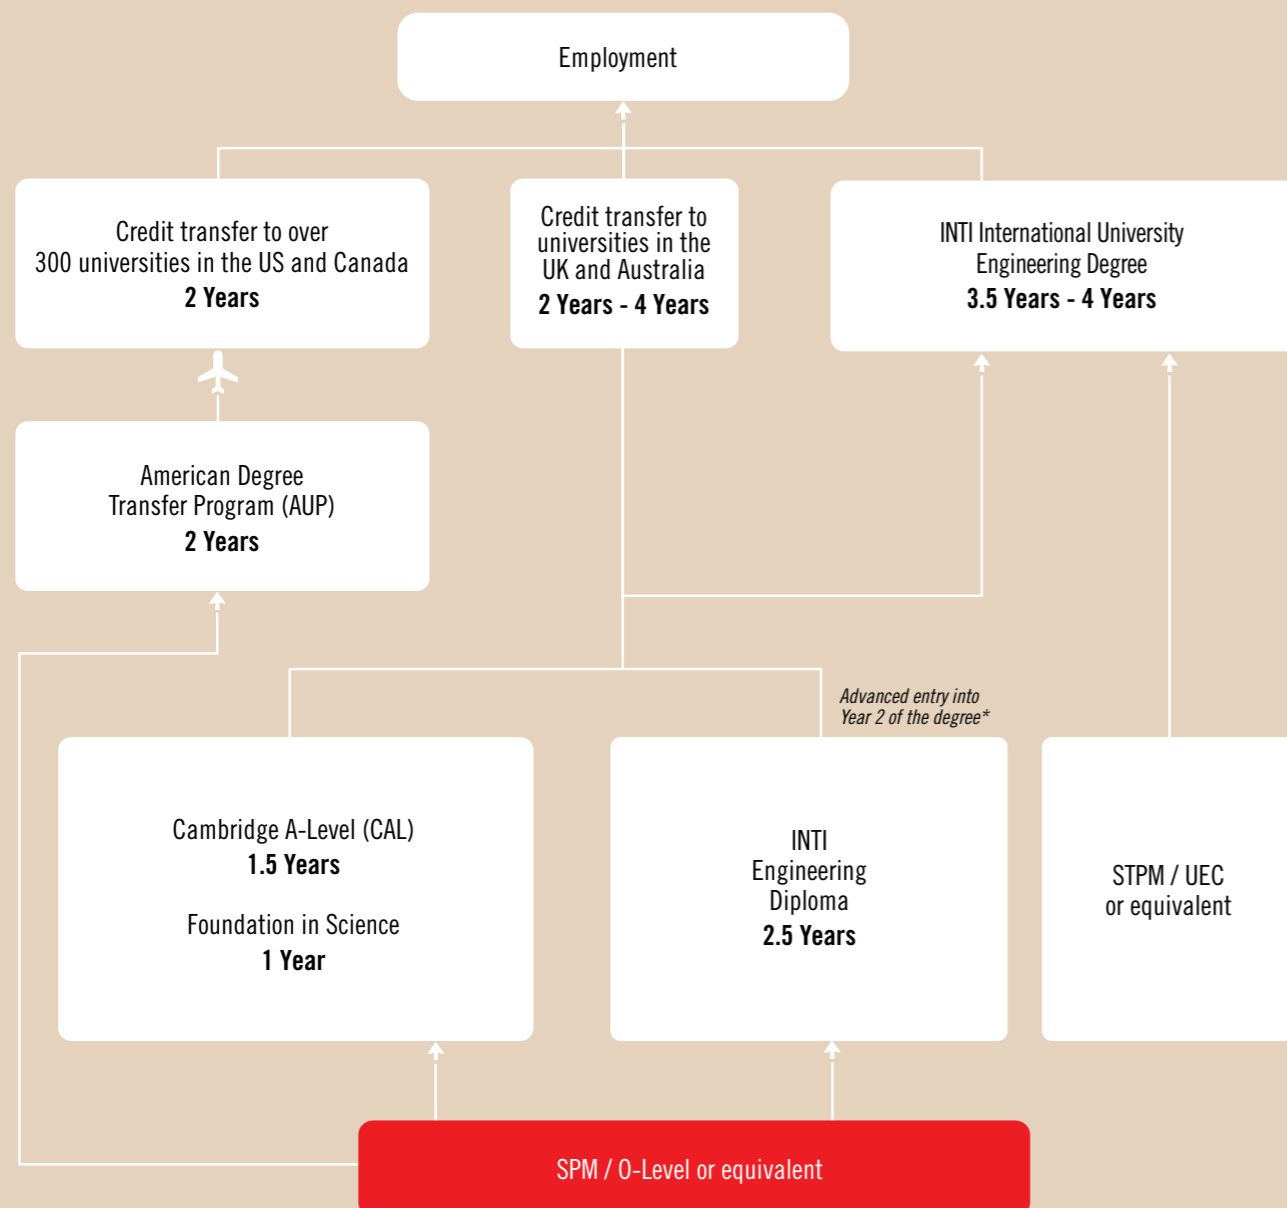 Employment
Credit transfer to over
300 universities in the US and Canada
2 Years
Credit transfer to
universities in the
UK and Australia
2 Years - 4 Years
INTI International University
Engineering Degree
3.5 Years - 4 Years
American Degree
Transfer Program (AUP)
2 Years
Advanced entry into
Year 2 of the degree*
Cambridge A-Level (CAL)
1.5 Years
Foundation in Science
1 Year
INTI
Engineering
Diploma
2.5 Years
STPM / UEC
or equivalent
SPM / O-Level or equivalent